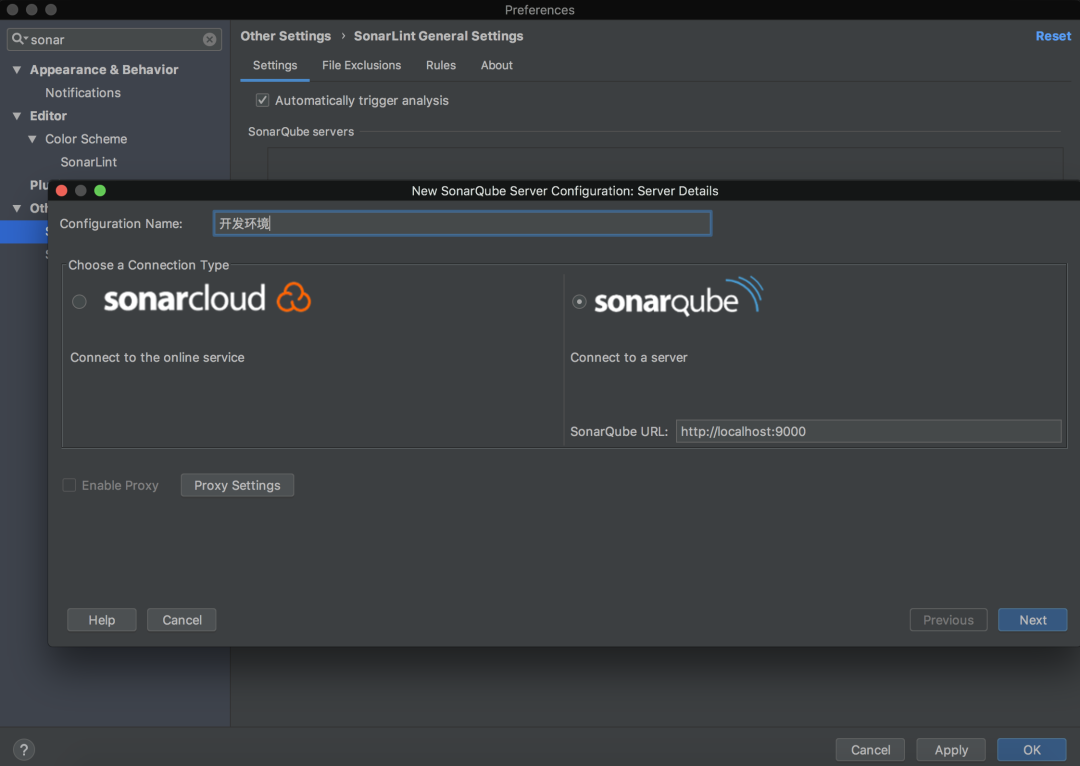 Preferences
sonar
Other Settings › SonarLint General Settings
Reset
Settings File Exclusions Rules About
Appearance & Behavior
Notifications
Automatically trigger analysis
Editor
SonarQube servers
Color Scheme
SonarLint
Plu
New SonarQube Server Configuration: Server Details
Oth
Configuration Name: 开发环境
S
S
Choose a Connection Type
sonarcloud
sonarqube
Connect to the online service
Connect to a server
SonarQube URL: http://localhost:9000
Enable Proxy Proxy Settings
Help Cancel Previous Next
? Cancel Apply OK